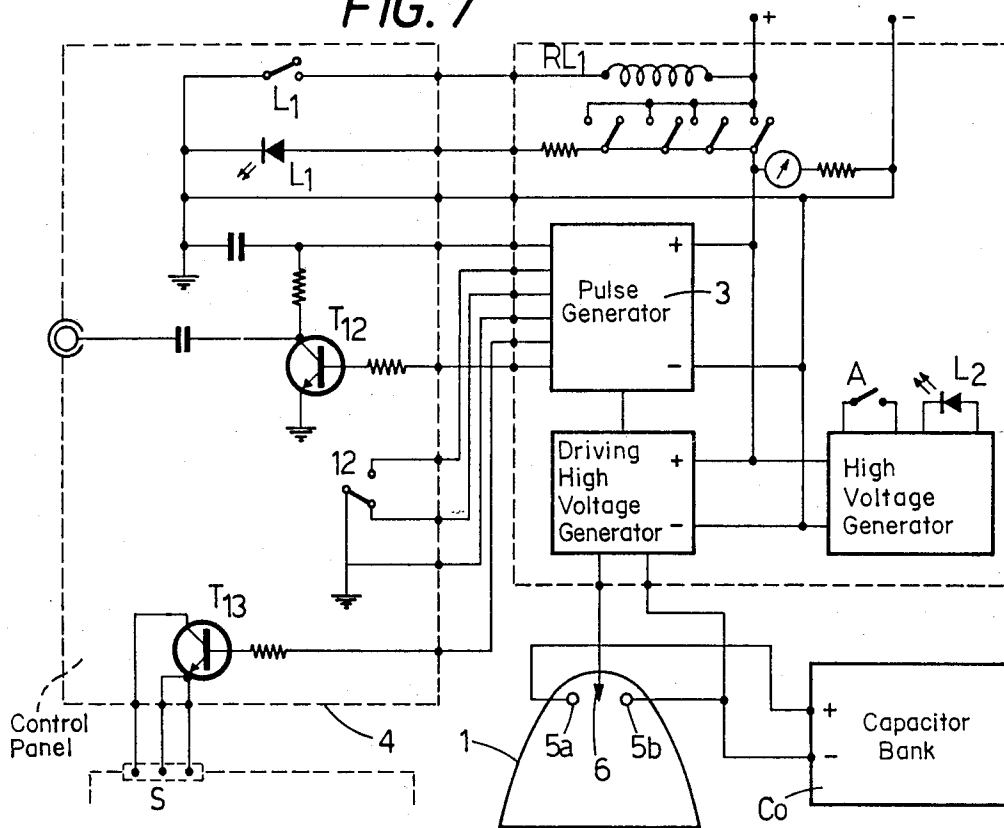 FIG. 7
+ -
RL1
L1
L1
Pulse
Generator
+
-
3
T12
A
L2
Driving
High
Voltage
Generator
+
-
High
Voltage
Generator
12
T13
Control
Panel
4
1
5a
6
5b
+
-
Capacitor
Bank
Co
S